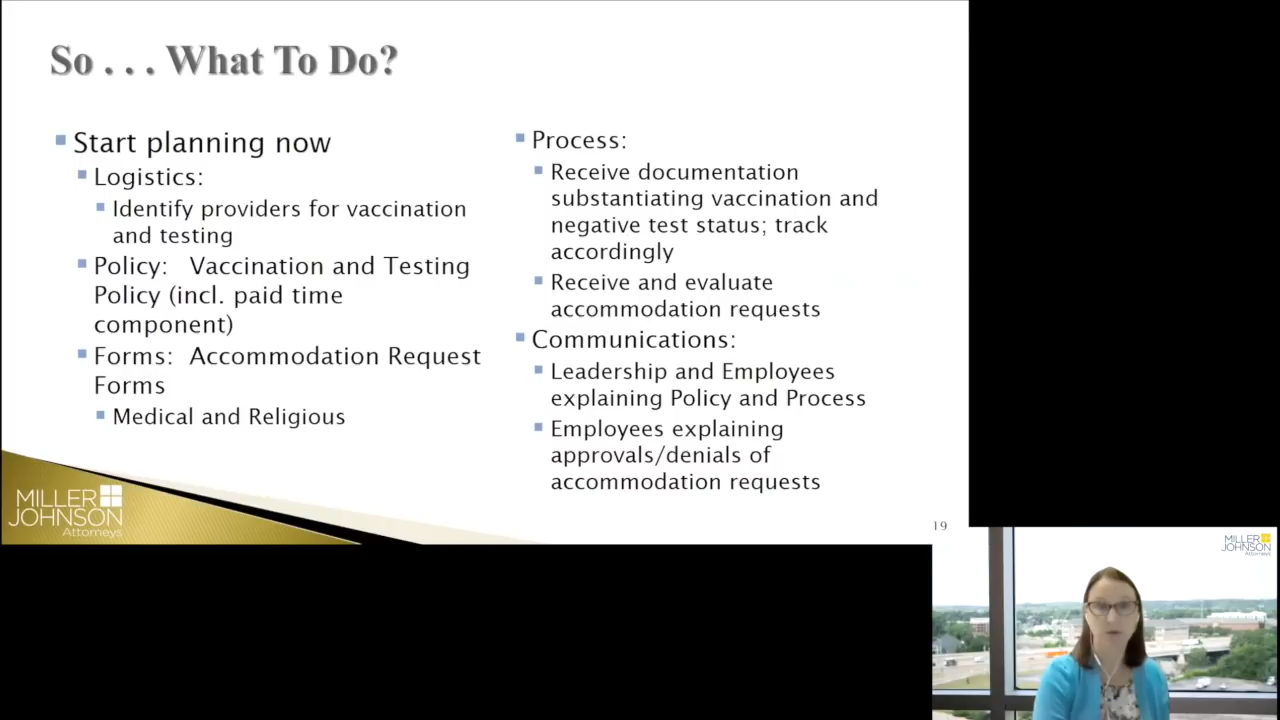 So . . . What To Do?
Start planning now
Logistics:
Identify providers for vaccination
and testing
Policy: Vaccination and Testing
Policy (incl. paid time
component)
Forms: Accommodation Request
Forms
Medical and Religious
Process:
Receive documentation
substantiating vaccination and
negative test status; track
accordingly
Receive and evaluate
accommodation requests
Communications:
Leadership and Employees
explaining Policy and Process
Employees explaining
approvals/denials of
accommodation requests
MILLER
JOHNSON
Attorneys
19
MILLER
JOHNSON
Attorneys